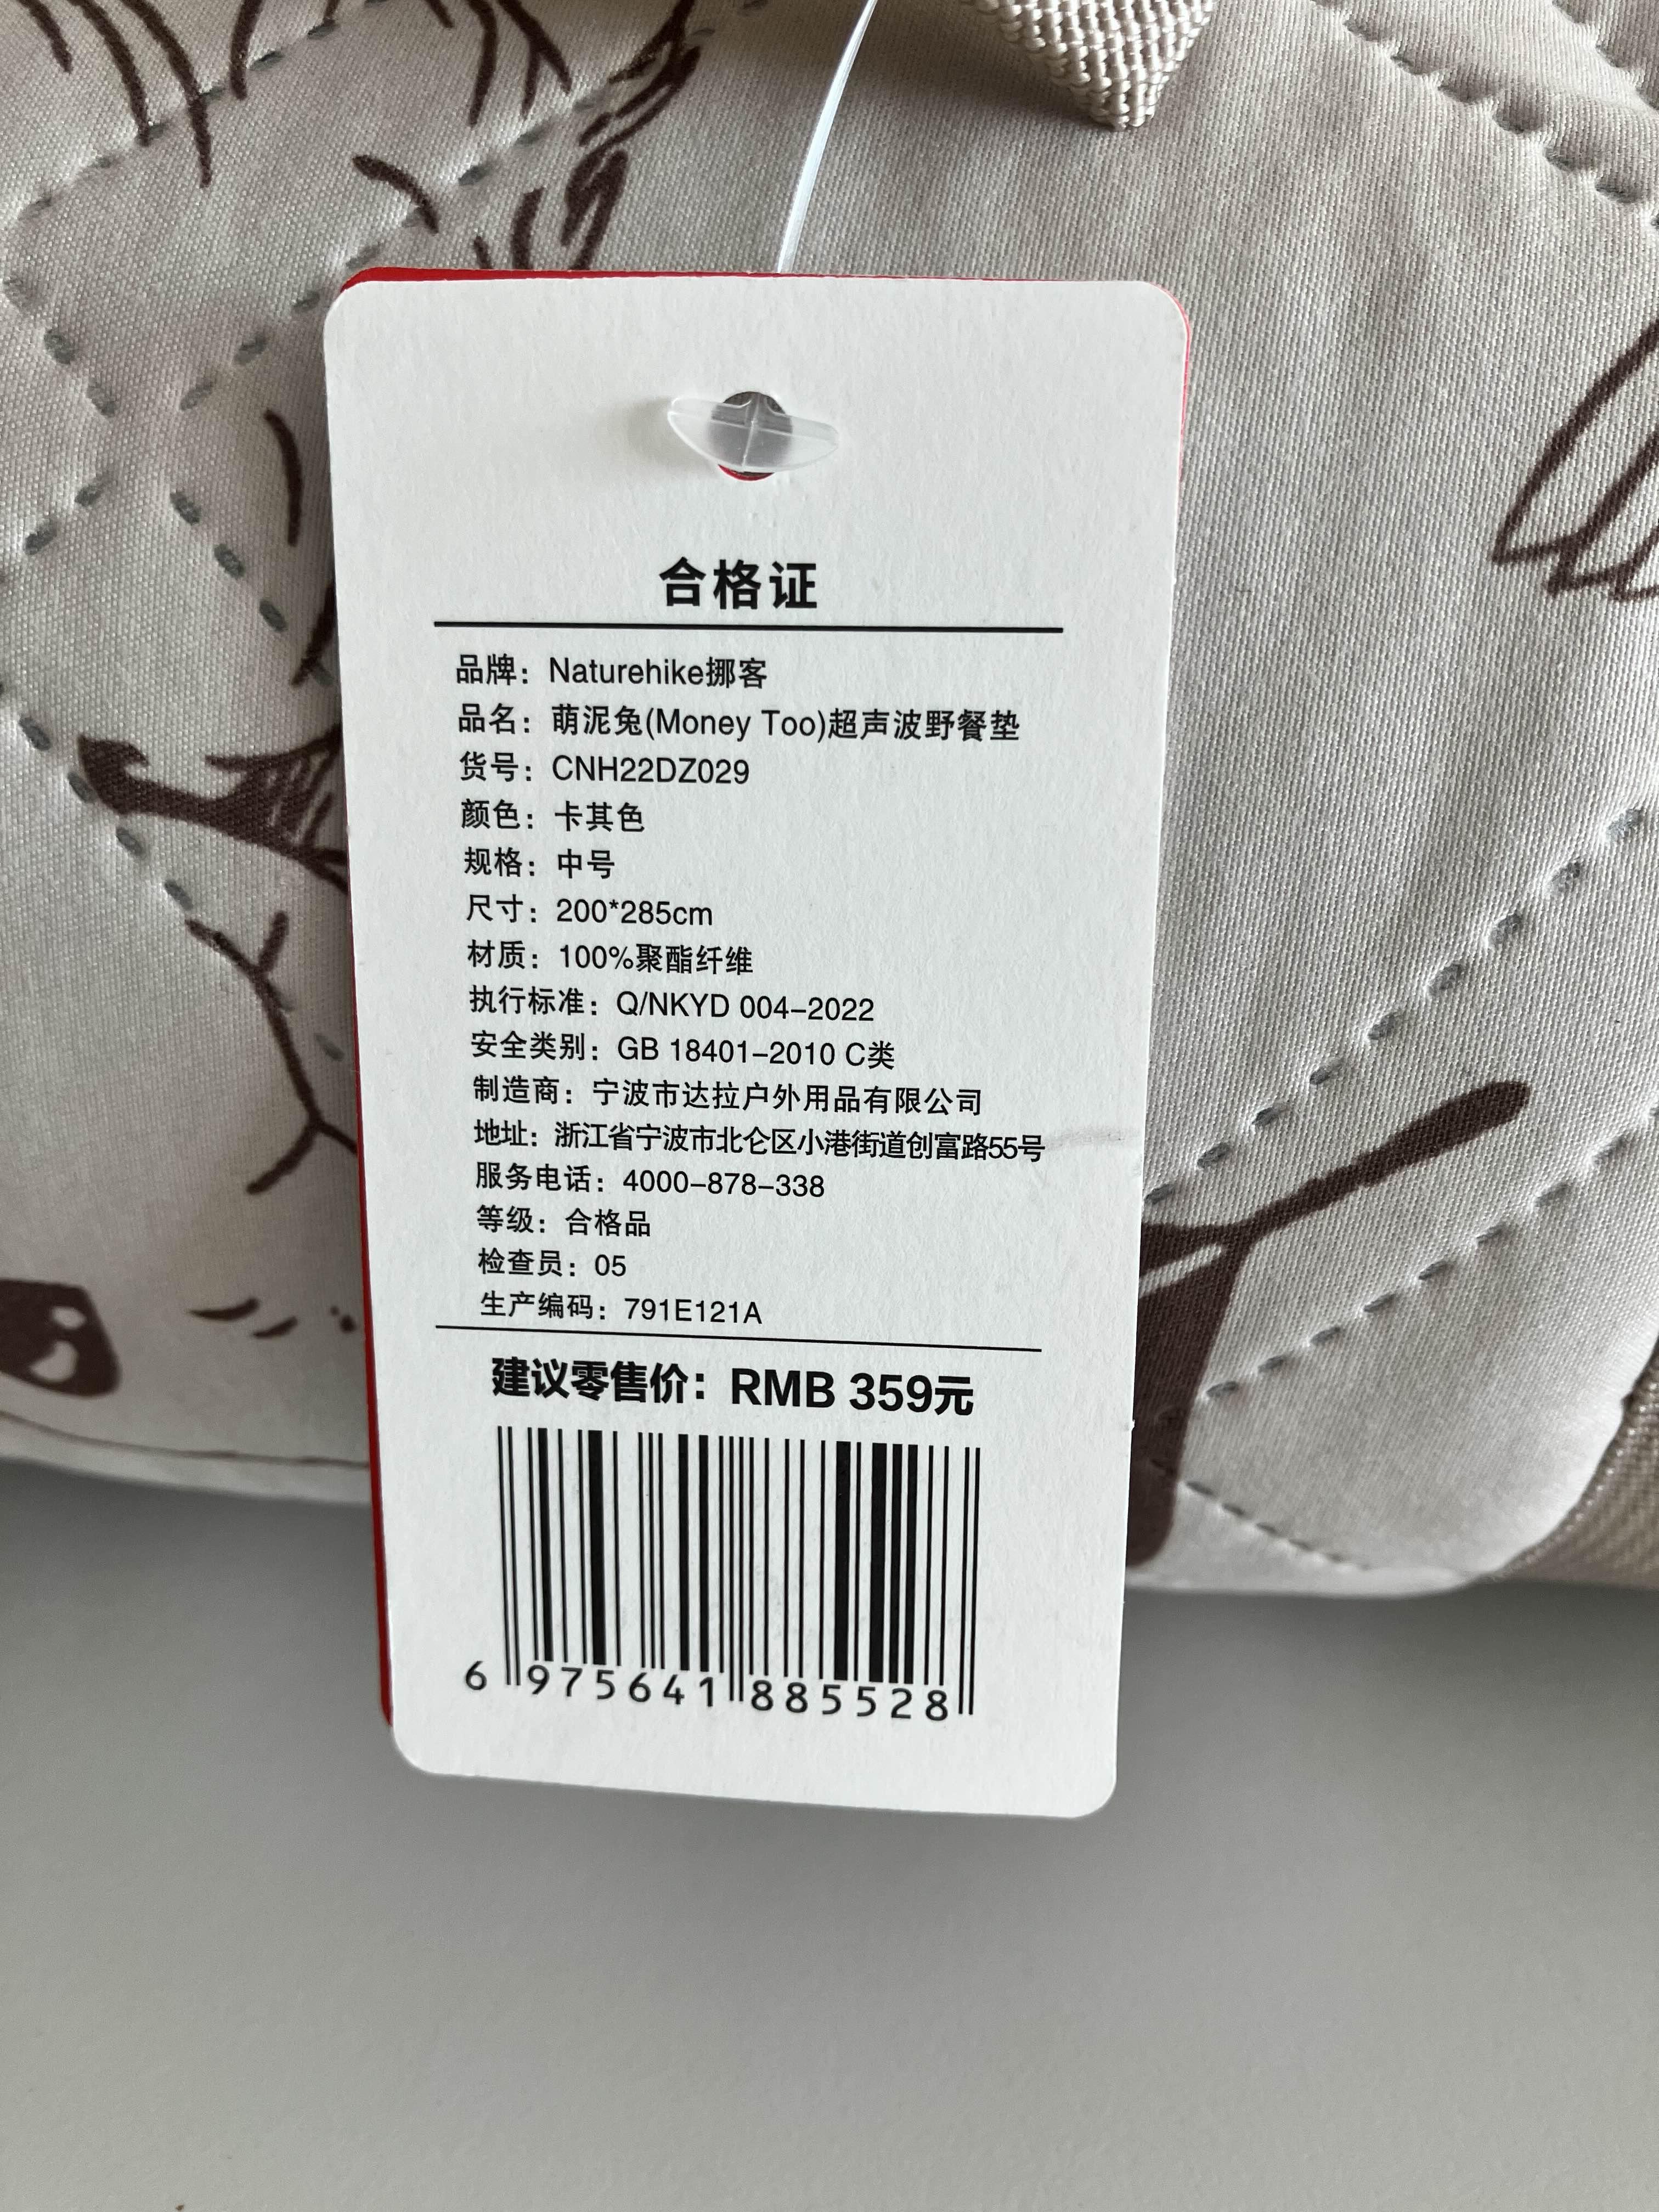 合格证
品牌：Naturehike挪客
品名：萌泥兔(Money Too)超声波野餐垫
货号：CNH22DZ029
颜色：卡其色
规格：中号
尺寸：200*285cm
材质：100%聚酯纤维
执行标准：Q/NKYD 004-2022
安全类别：GB 18401-2010 C类
制造商：宁波市达拉户外用品有限公司
地址：浙江省宁波市北仑区小港街道创富路55号
服务电话：4000-878-338
等级：合格品
检查员：05
生产编码：791E121A
建议零售价：RMB 359元
6 975641 885528